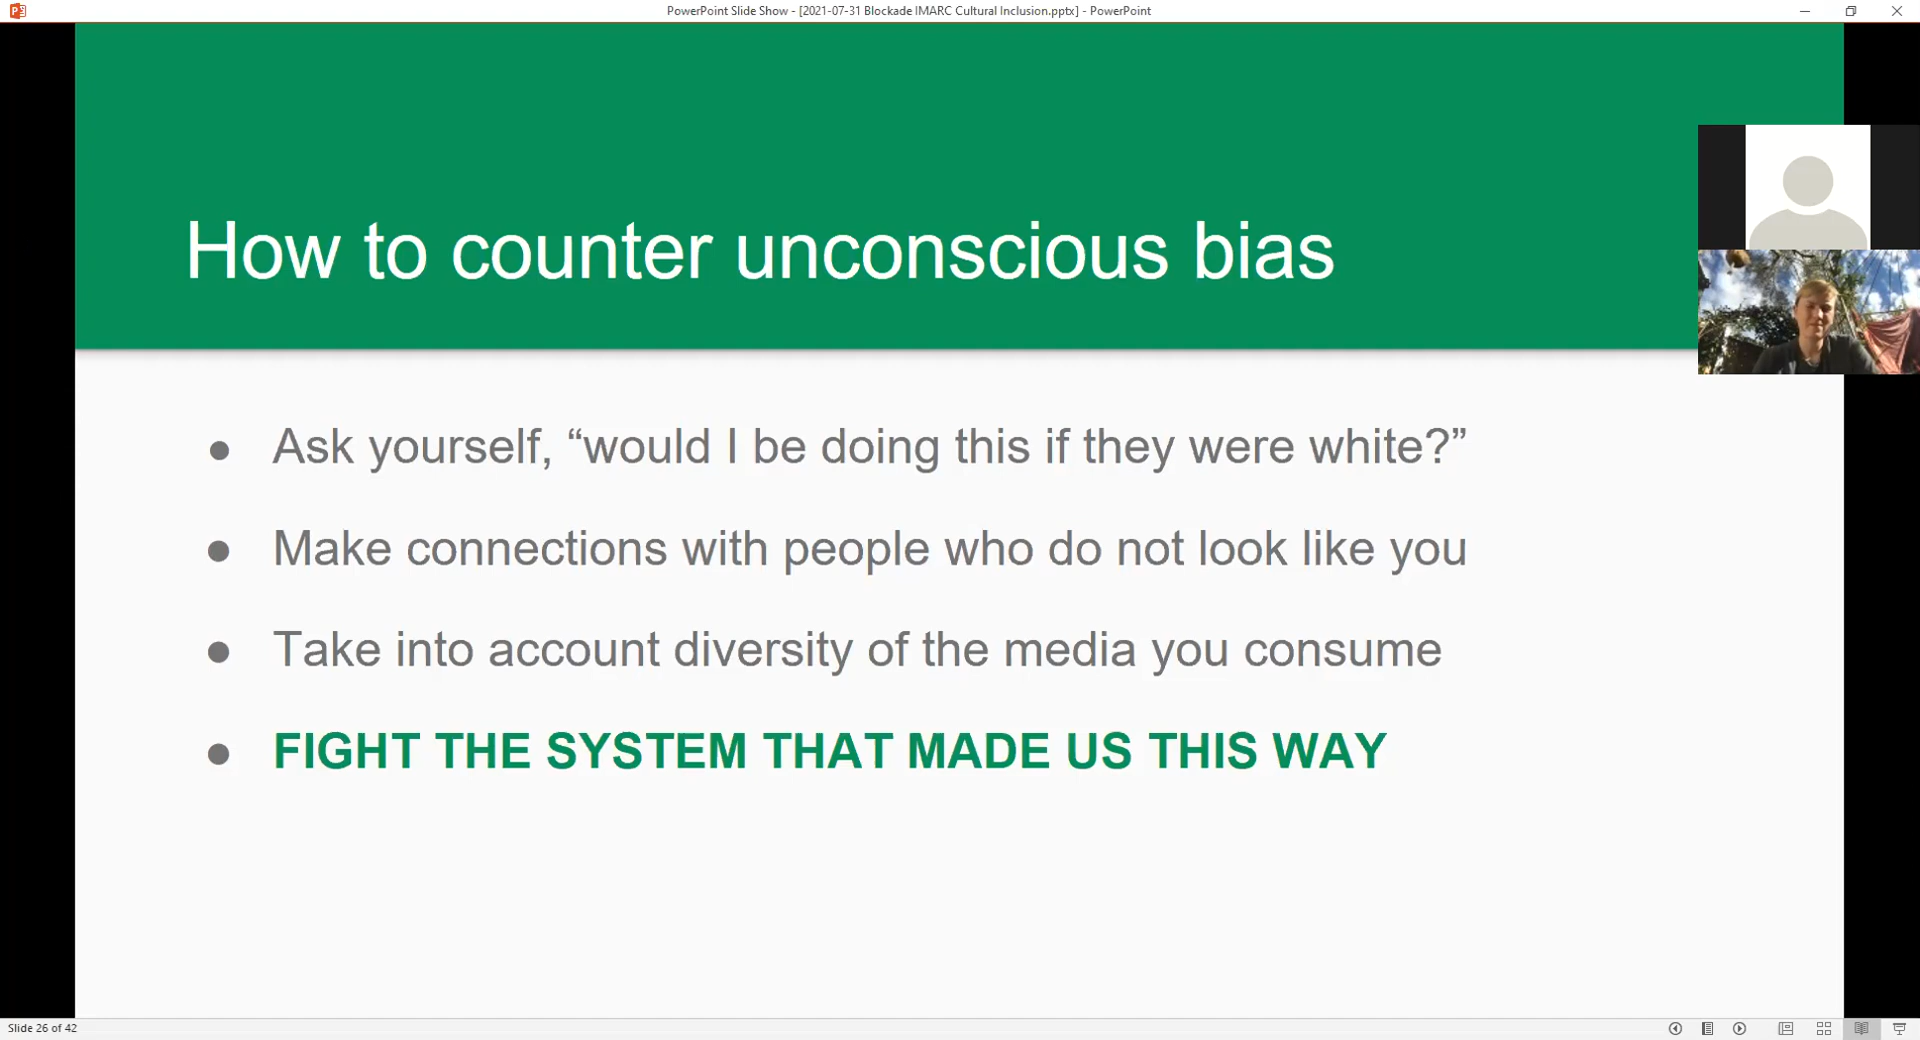 PowerPoint Slide Show - [2021-07-31 Blockade IMARC Cultural Inclusion.pptx] - PowerPoint
How to counter unconscious bias
● Ask yourself, “would I be doing this if they were white?”
● Make connections with people who do not look like you
● Take into account diversity of the media you consume
● FIGHT THE SYSTEM THAT MADE US THIS WAY
Slide 26 of 42